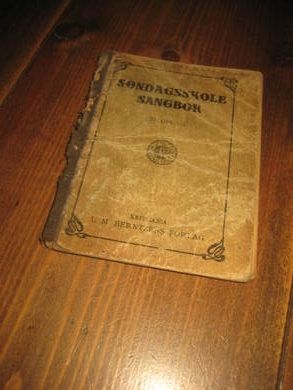 SØNDAGSSKOLE
SANGBOK
KRISTIANIA
L. M. BERNTSENS FORLAG